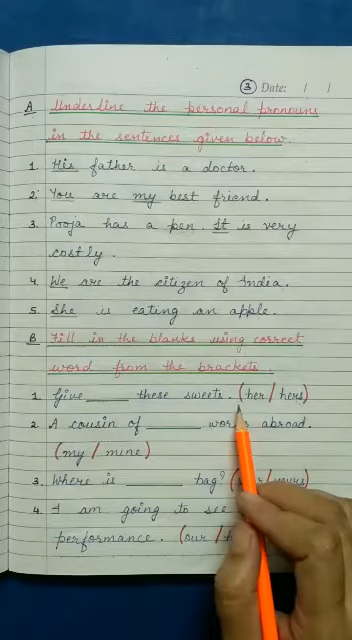 3 Date: / /
A Underline the personal pronouns
in the sentences given below.
1. His father is a doctor.
2. You are my best friend.
3. Pooja has a pen. It is very
costly.
4. We are the citizen of India.
5. She is eating an apple.
B Fill in the blanks using correct
word from the brackets.
1. Give ____ these sweets. (her/hers)
2 A cousin of ____ abroad.
(my/mine)
3. Where is ____ bag?
4. I am going to see
performance. (our/